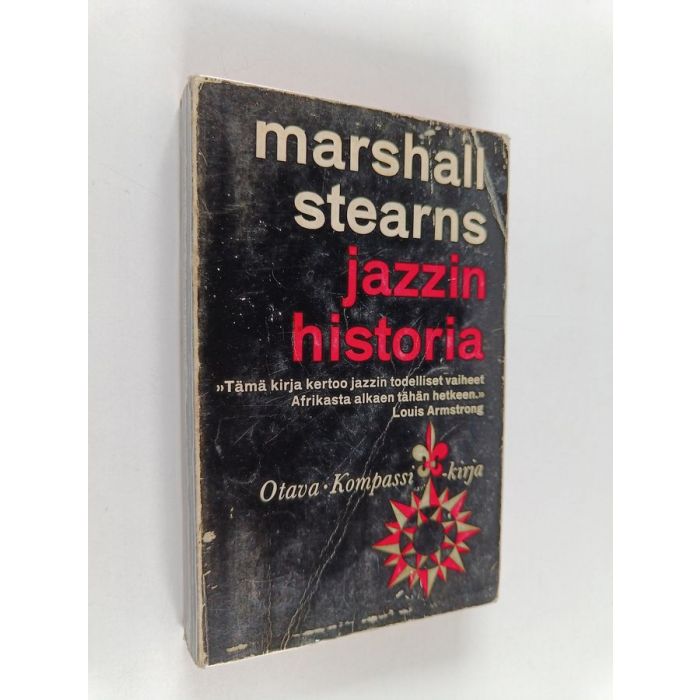 marshall
stearns
jazzin
historia
»Tämä kirja kertoo jazzin todelliset vaiheet
Afrikasta alkaen tähän hetkeen.»
Louis Armstrong
Otava · Kompassi -kirja